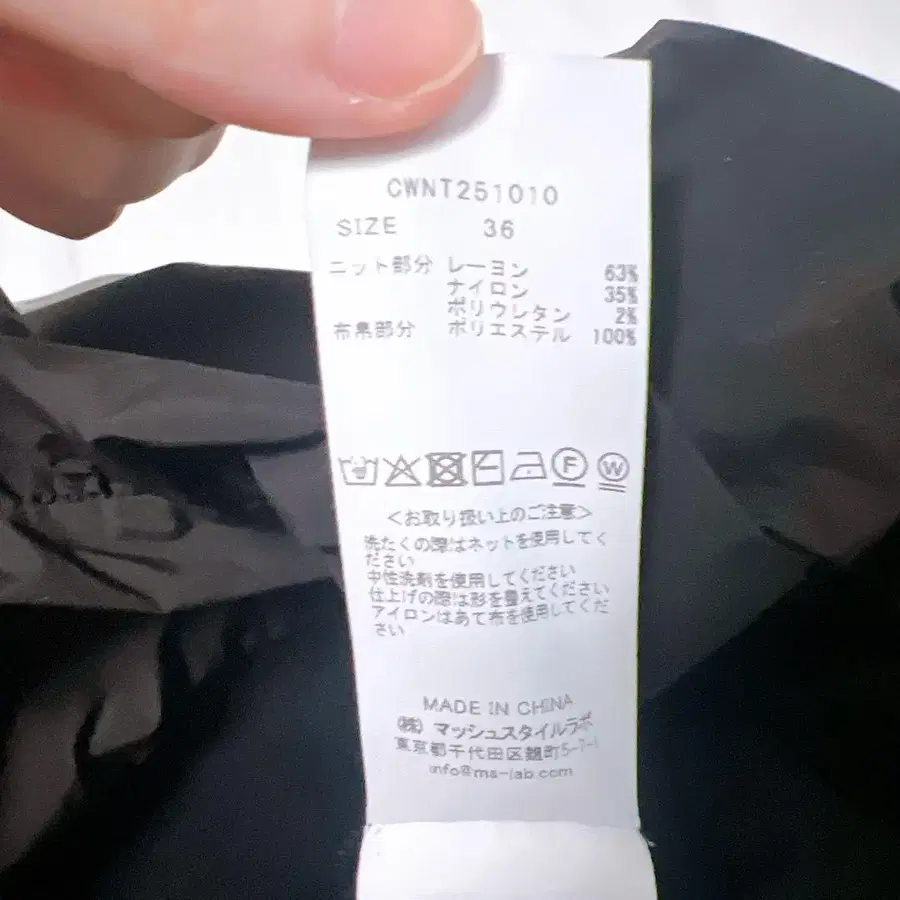 CWNT251010
SIZE 36
ニット部分 レーヨン 63%
ナイロン 35%
ポリウレタン 2%
布帛部分 ポリエステル 100%
F W
<お取り扱い上のご注意>
洗たくの際はネットを使用してく
ださい
中性洗剤を使用してください
仕上げの際は形を整えてください
アイロンはあて布を使用してくだ
さい
MADE IN CHINA
(株) マッシュスタイルラボ
東京都千代田区麹町5-7-1
info@ms-lab.com